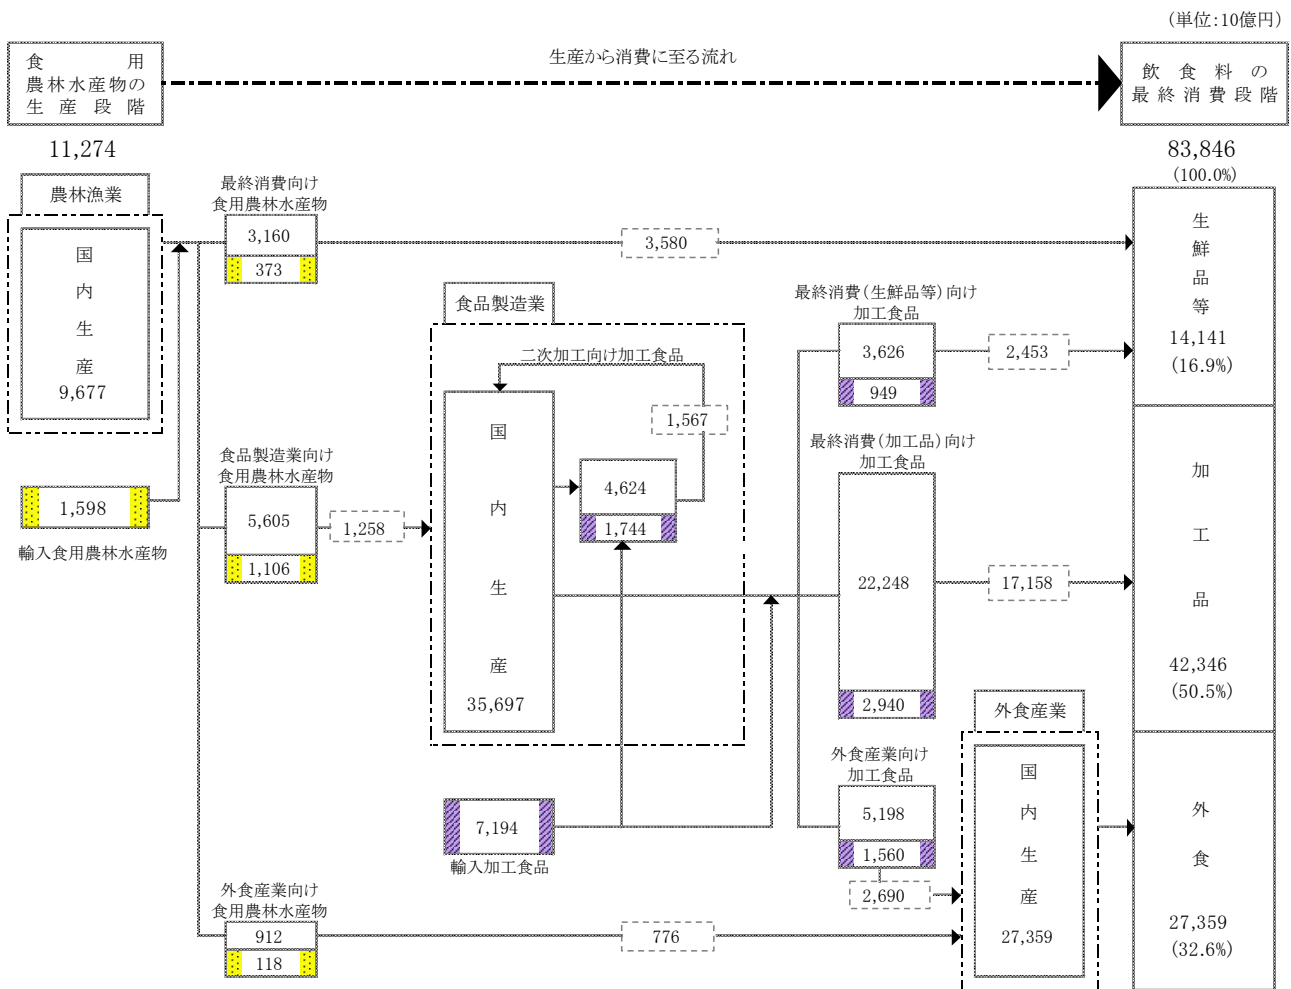 （単位：10億円）
食用
農林水産物の
生産段階
生産から消費に至る流れ
飲食料の
最終消費段階
11,274
83,846
(100.0%)
農林漁業
国内生産
9,677
1,598
輸入食用農林水産物
最終消費向け
食用農林水産物
3,160
373
3,580
食品製造業向け
食用農林水産物
5,605
1,106
1,258
食品製造業
二次加工向け加工食品
1,567
国内生産
35,697
4,624
1,744
7,194
輸入加工食品
最終消費（生鮮品等）向け
加工食品
3,626
949
2,453
最終消費（加工品）向け
加工食品
22,248
2,940
17,158
外食産業向け
加工食品
5,198
1,560
2,690
外食産業向け
食用農林水産物
912
118
776
外食産業
国内生産
27,359
生鮮品等
14,141
(16.9%)
加工品
42,346
(50.5%)
外食
27,359
(32.6%)